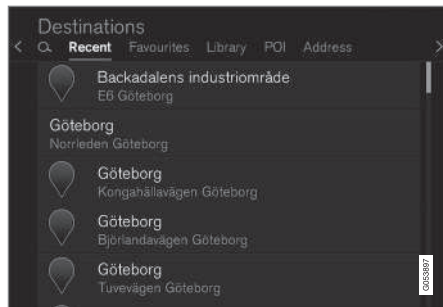 Destinations
Recent Favourites Library POI Address
Backadalens industriområde
E6 Göteborg
Göteborg
Norrleden Göteborg
Göteborg
Kongahällavägen Göteborg
Göteborg
Björlandavägen Göteborg
Göteborg
Tuvevägen Göteborg
G053897